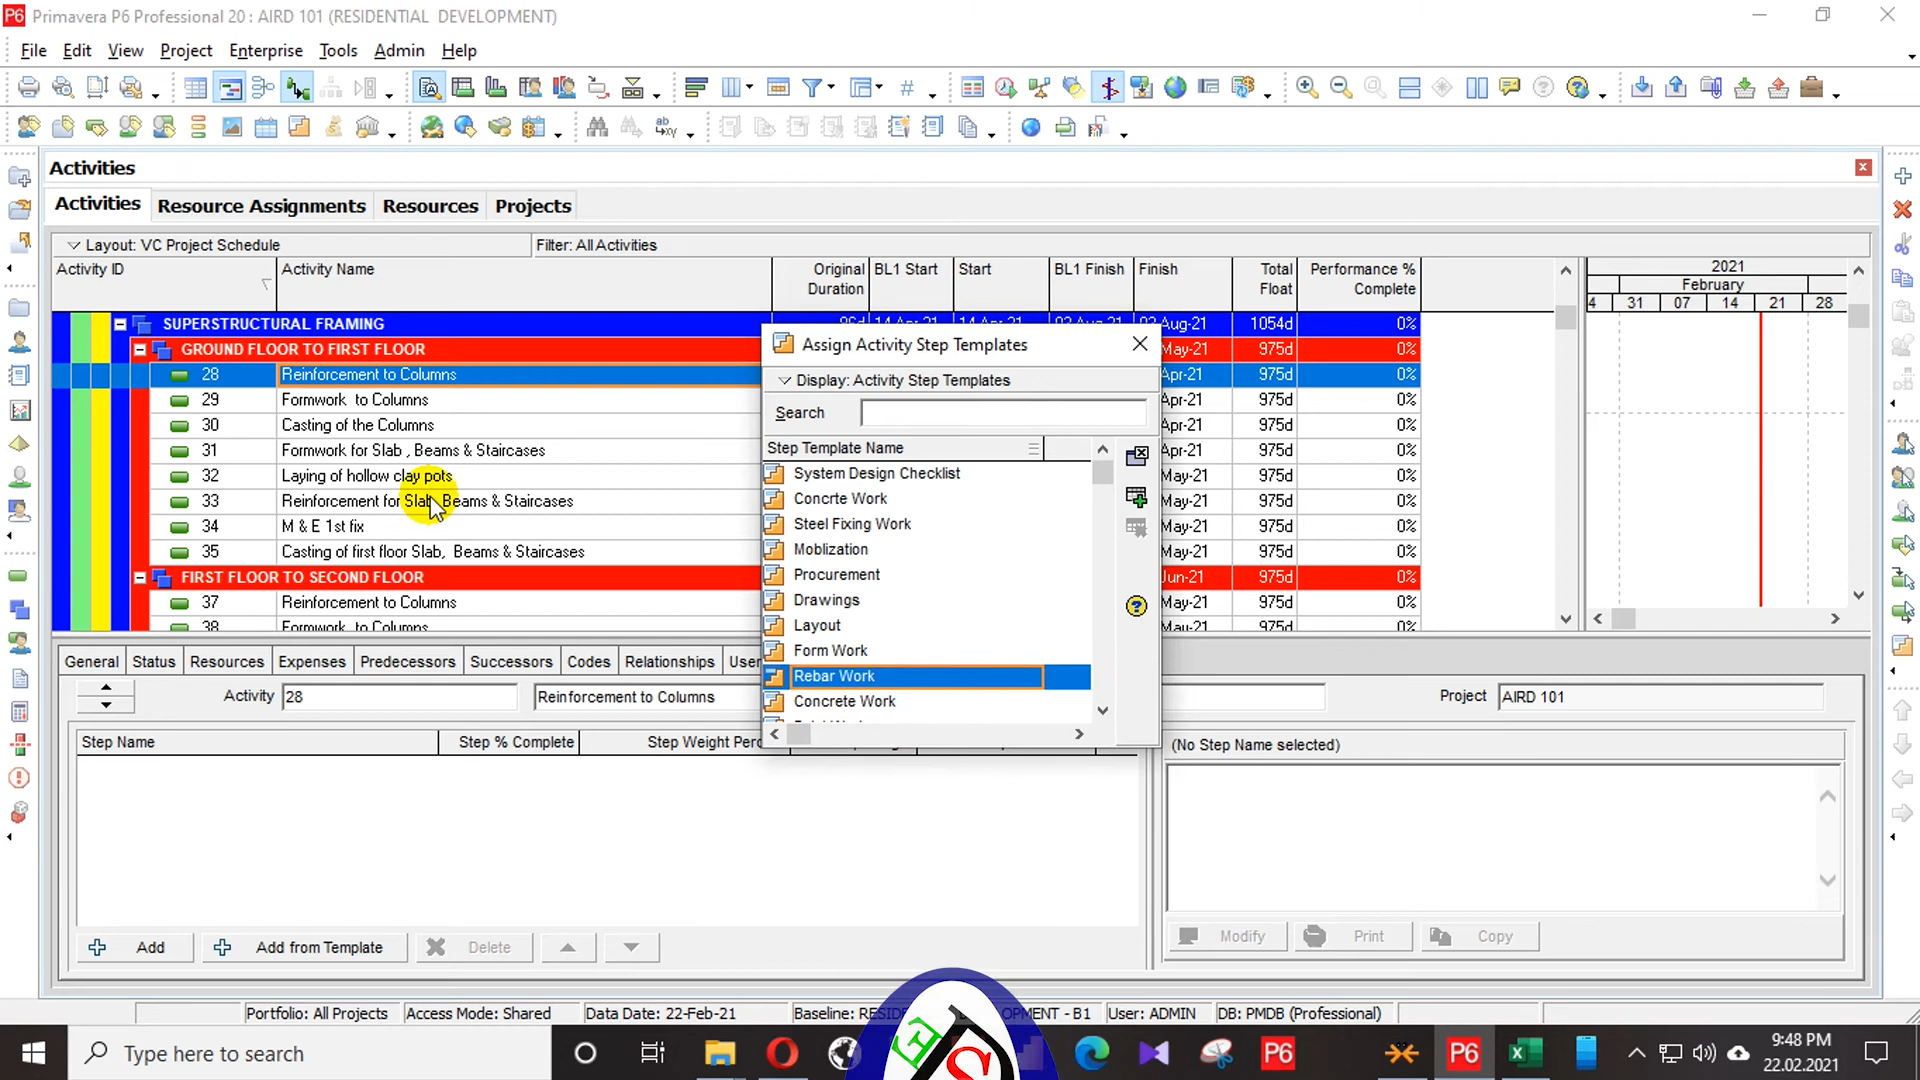 Primavera P6 Professional 20 : AIRD 101 (RESIDENTIAL DEVELOPMENT)
File Edit View Project Enterprise Tools Admin Help
Activities
Activities Resource Assignments Resources Projects
Layout: VC Project Schedule Filter: All Activities
Activity ID Activity Name Original Duration BL1 Start Start BL1 Finish Finish Total Float Performance % Complete
2021
February
31 07 14 21 28
SUPERSTRUCTURAL FRAMING 1054d 0%
GROUND FLOOR TO FIRST FLOOR May-21 975d 0%
28 Reinforcement to Columns Apr-21 975d 0%
29 Formwork to Columns Apr-21 975d 0%
30 Casting of the Columns Apr-21 975d 0%
31 Formwork for Slab , Beams & Staircases Apr-21 975d 0%
32 Laying of hollow clay pots May-21 975d 0%
33 Reinforcement for Slab, Beams & Staircases May-21 975d 0%
34 M & E 1st fix May-21 975d 0%
35 Casting of first floor Slab, Beams & Staircases May-21 975d 0%
FIRST FLOOR TO SECOND FLOOR Jun-21 975d 0%
37 Reinforcement to Columns May-21 975d 0%
38 Formwork to Columns May-21 975d 0%
Assign Activity Step Templates
Display: Activity Step Templates
Search
Step Template Name
System Design Checklist
Concrte Work
Steel Fixing Work
Moblization
Procurement
Drawings
Layout
Form Work
Rebar Work
Concrete Work
General Status Resources Expenses Predecessors Successors Codes Relationships
Activity 28 Reinforcement to Columns Project AIRD 101
Step Name Step % Complete Step Weight
(No Step Name selected)
Add Add from Template Delete
Modify Print Copy
Portfolio: All Projects Access Mode: Shared Data Date: 22-Feb-21 Baseline: - B1 User: ADMIN DB: PMDB (Professional)
Type here to search
9:48 PM
22.02.2021